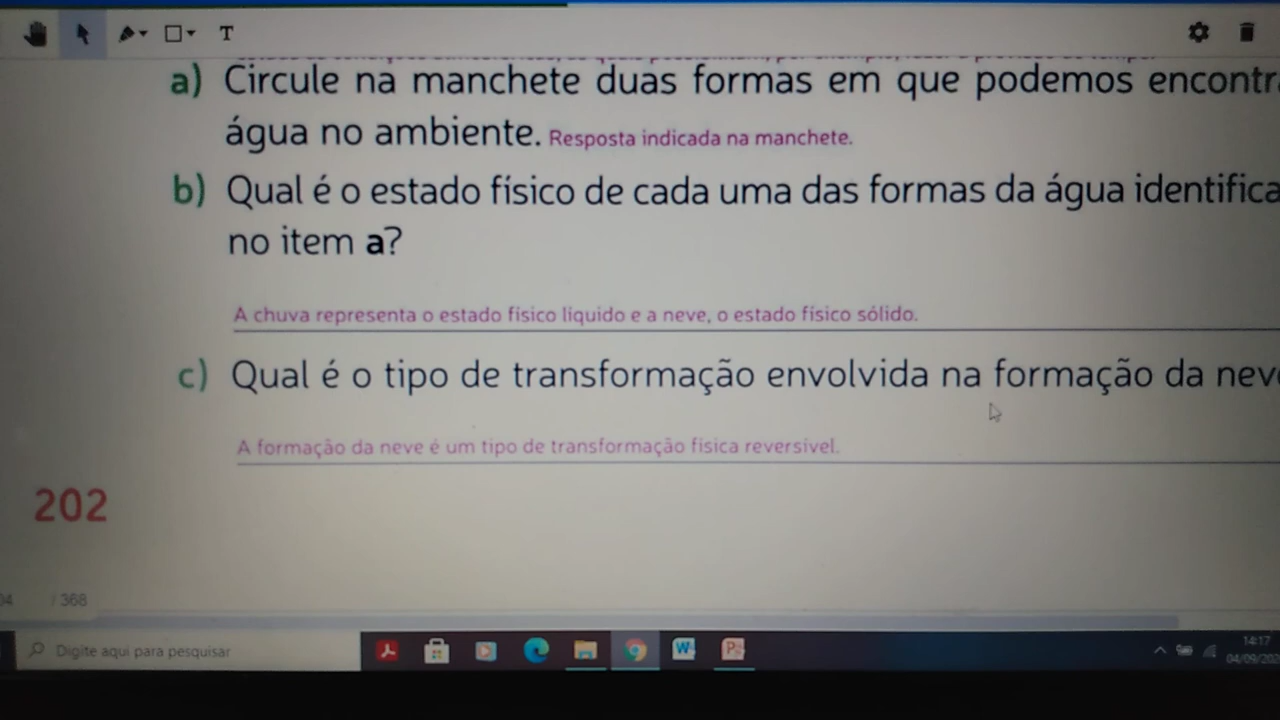 T
a) Circule na manchete duas formas em que podemos
água no ambiente. Resposta indicada na manchete.
b) Qual é o estado físico de cada uma das formas da água
no item a?
A chuva representa o estado físico líquido e a neve, o estado físico sólido.
c) Qual é o tipo de transformação envolvida na formação da
A formação da neve é um tipo de transformação física reversível.
202
/ 368
Digite aqui para pesquisar
14:17